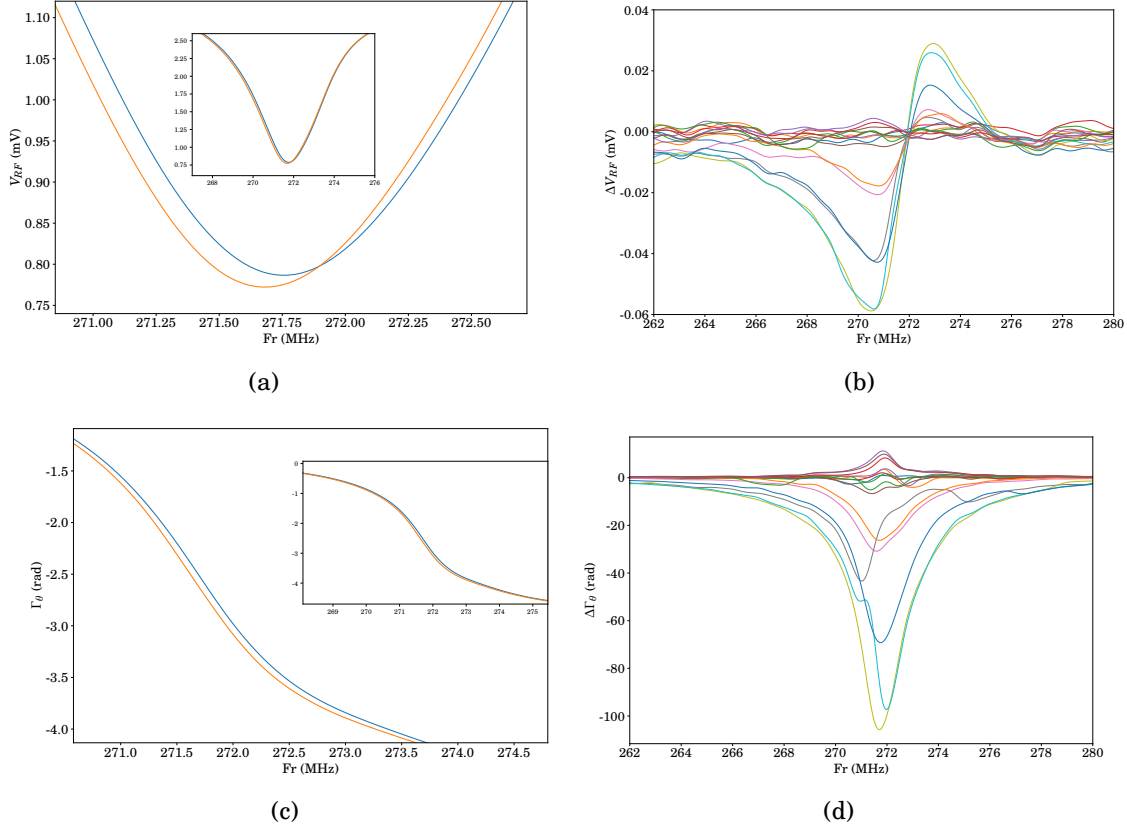 1.10
1.05
1.00
0.95
0.90
0.85
0.80
0.75
V_{RF} (mV)
271.00 271.25 271.50 271.75 272.00 272.25 272.50
Fr (MHz)
2.50
2.25
2.00
1.75
1.50
1.25
1.00
0.75
268 270 272 274 276
(a)
0.04
0.02
0.00
-0.02
-0.04
-0.06
ΔV_{RF} (mV)
262 264 266 268 270 272 274 276 278 280
Fr (MHz)
(b)
-1.5
-2.0
-2.5
-3.0
-3.5
-4.0
Γ_θ (rad)
271.0 271.5 272.0 272.5 273.0 273.5 274.0 274.5
Fr (MHz)
0
-1
-2
-3
-4
269 270 271 272 273 274 275
(c)
0
-20
-40
-60
-80
-100
ΔΓ_θ (rad)
262 264 266 268 270 272 274 276 278 280
Fr (MHz)
(d)